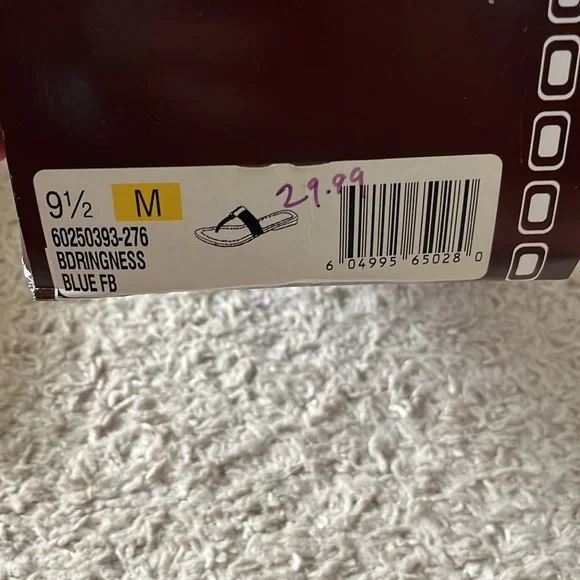 9½ M
29.99
60250393-276
BDRINGNESS
BLUE FB
6 04995 65028 0